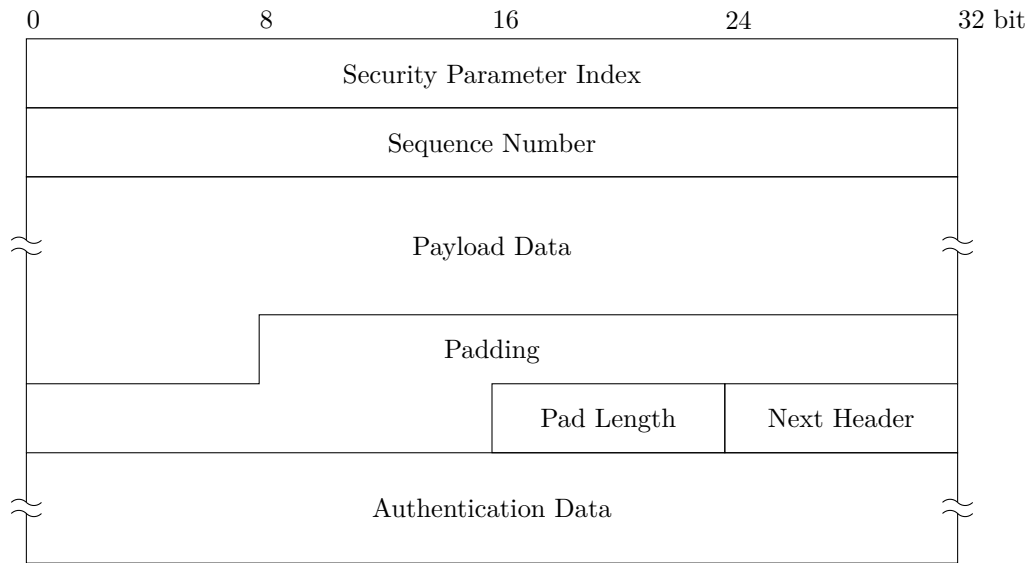 0 8 16 24 32 bit
Security Parameter Index
Sequence Number
Payload Data
Padding
Pad Length Next Header
Authentication Data